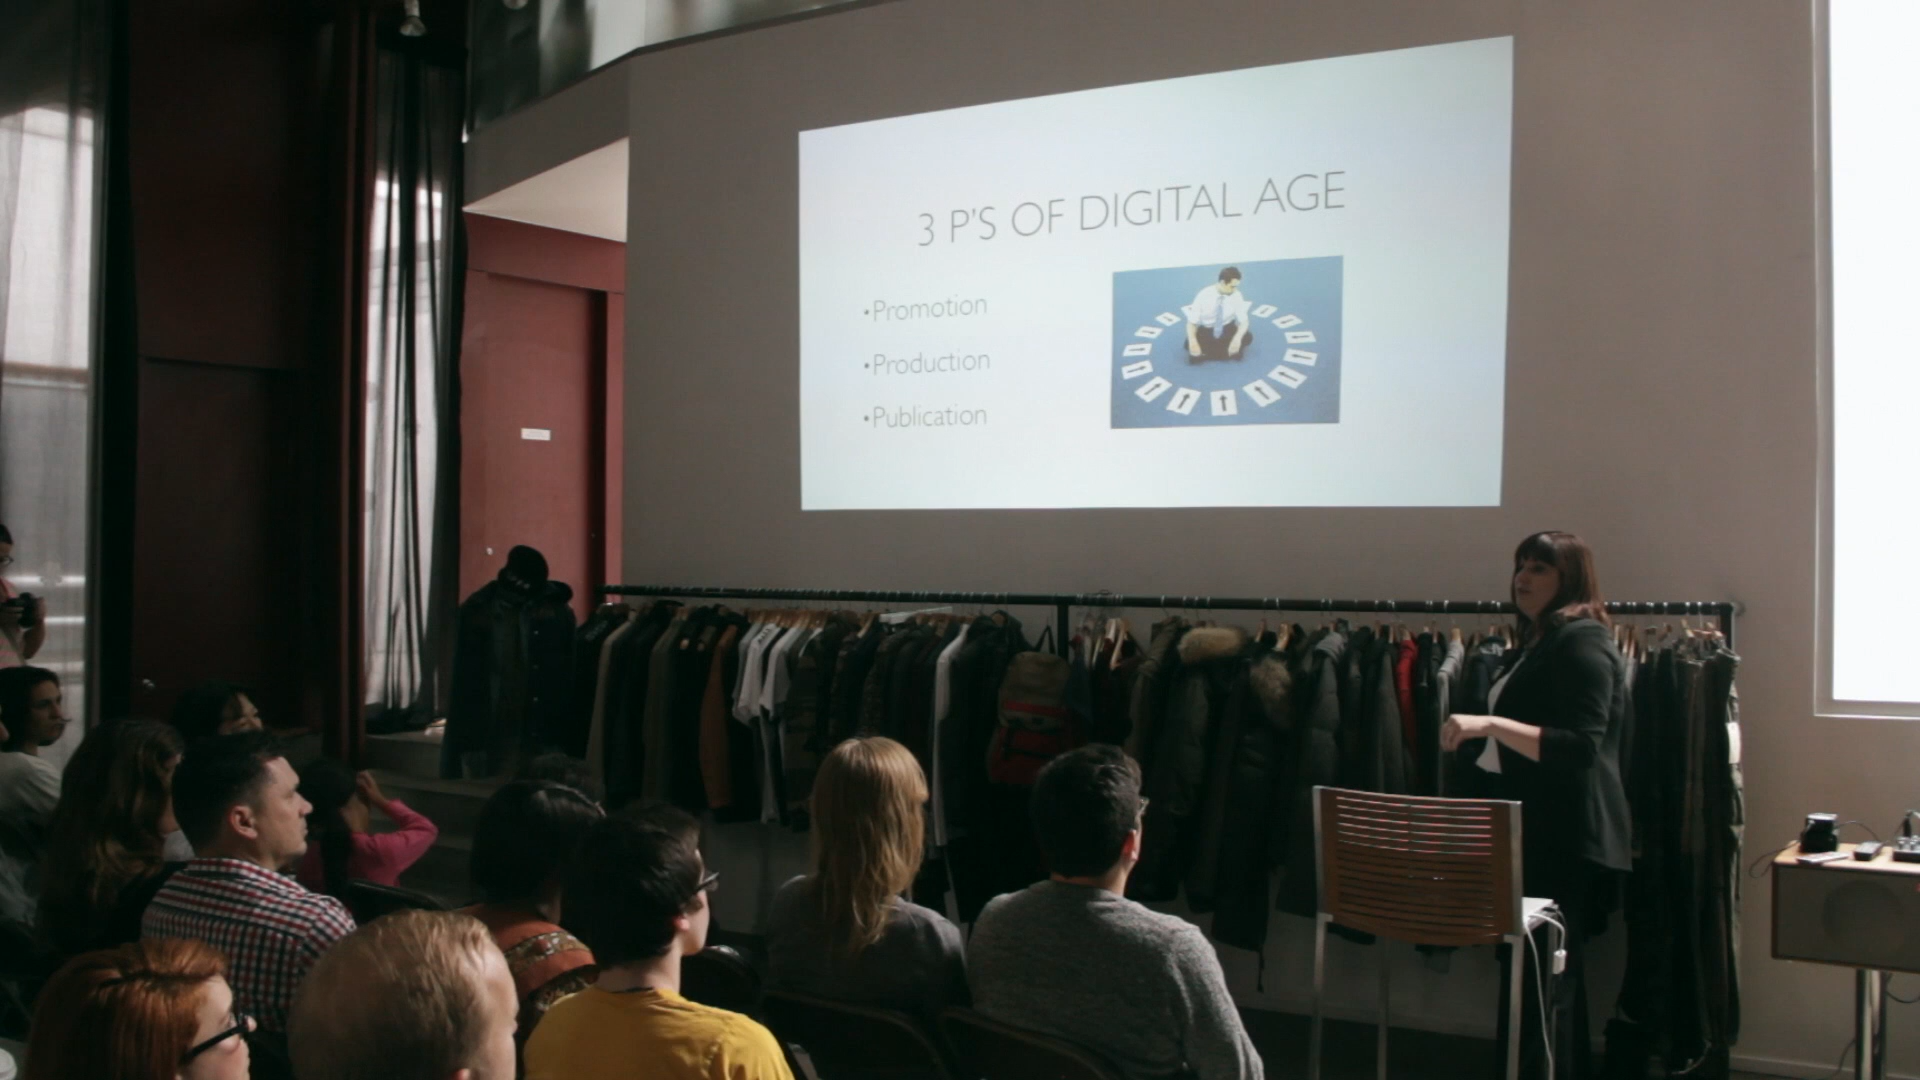 3 P'S OF DIGITAL AGE
•Promotion
•Production
•Publication